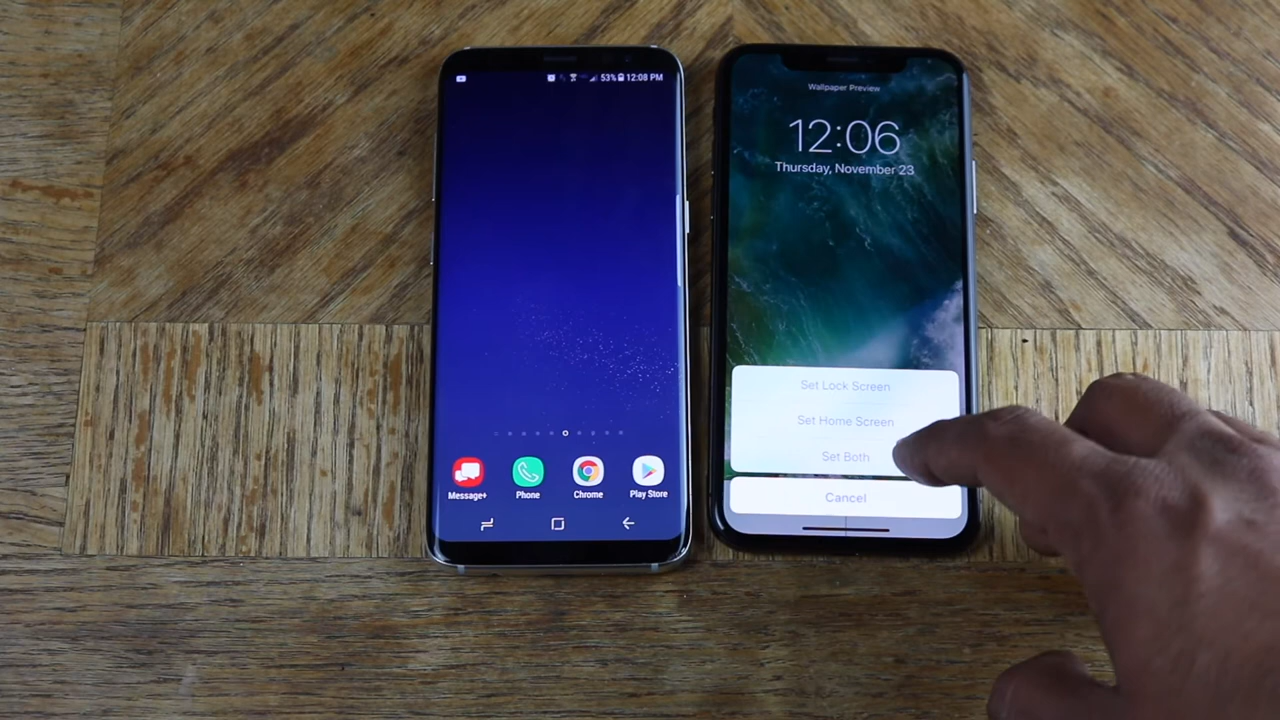 53% 12:08 PM
Message+
Phone
Chrome
Play Store
Wallpaper Preview
12:06
Thursday, November 23
Set Lock Screen
Set Home Screen
Set Both
Cancel